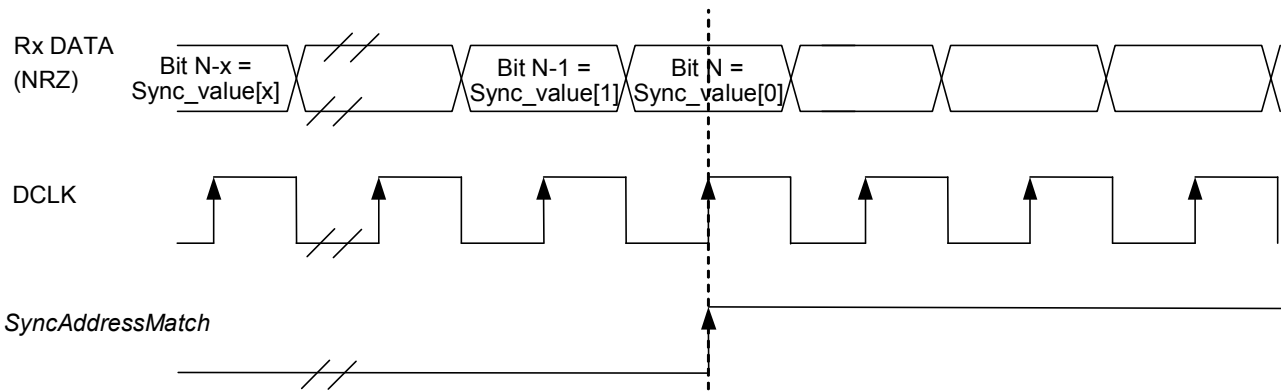 Rx DATA
(NRZ)
Bit N-x =
Sync_value[x]
Bit N-1 =
Sync_value[1]
Bit N =
Sync_value[0]
DCLK
SyncAddressMatch